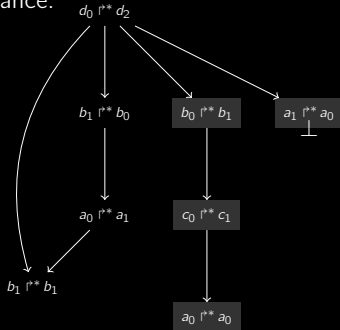 ance.
d₀ ↱* d₂
b₁ ↱* b₀ b₀ ↱* b₁ a₁ ↱* a₀
⊥
a₀ ↱* a₁ c₀ ↱* c₁
b₁ ↱* b₁
a₀ ↱* a₀